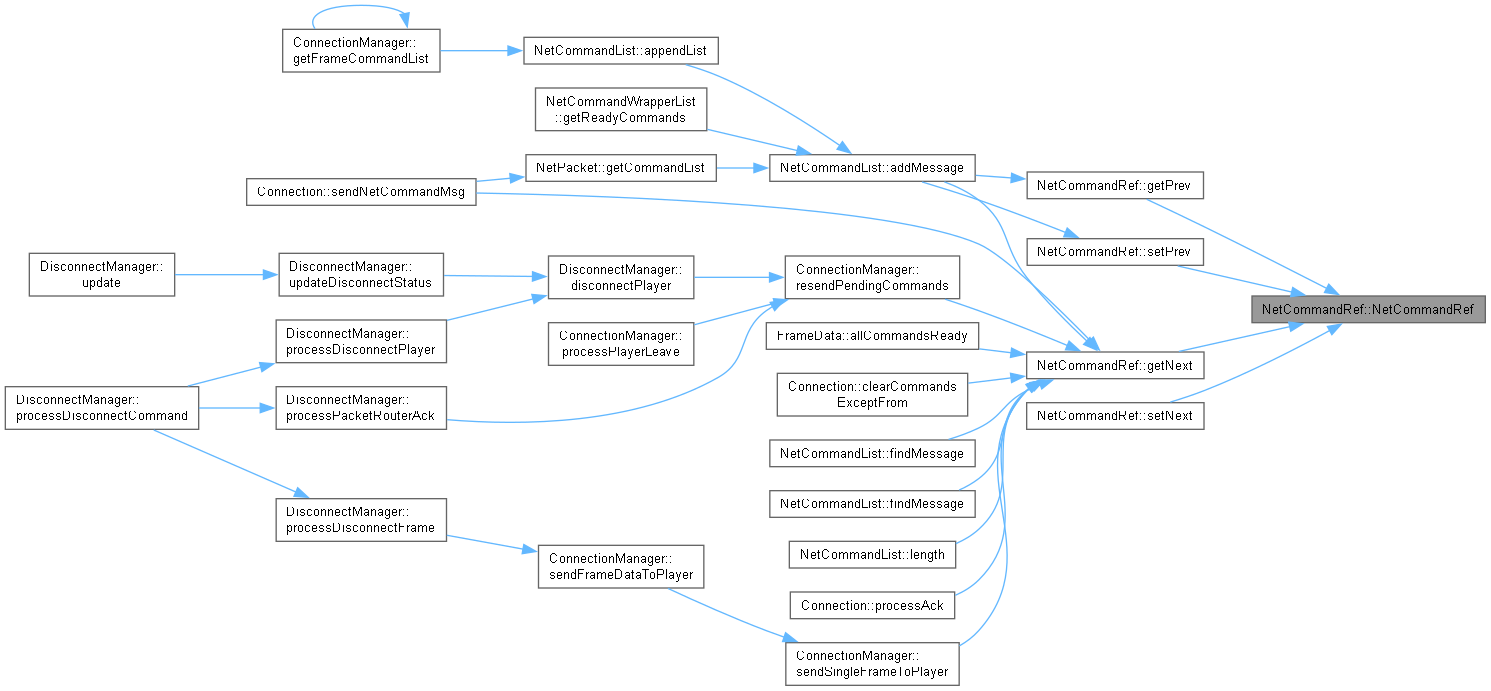 ConnectionManager::
getFrameCommandList
NetCommandList::appendList
NetCommandWrapperList
::getReadyCommands
NetPacket::getCommandList
NetCommandList::addMessage
Connection::sendNetCommandMsg
NetCommandRef::getPrev
NetCommandRef::setPrev
DisconnectManager::
update
DisconnectManager::
updateDisconnectStatus
DisconnectManager::
disconnectPlayer
ConnectionManager::
resendPendingCommands
NetCommandRef::NetCommandRef
DisconnectManager::
processDisconnectPlayer
ConnectionManager::
processPlayerLeave
FrameData::allCommandsReady
NetCommandRef::getNext
Connection::clearCommands
ExceptFrom
DisconnectManager::
processDisconnectCommand
DisconnectManager::
processPacketRouterAck
NetCommandRef::setNext
NetCommandList::findMessage
NetCommandList::findMessage
DisconnectManager::
processDisconnectFrame
NetCommandList::length
ConnectionManager::
sendFrameDataToPlayer
Connection::processAck
ConnectionManager::
sendSingleFrameToPlayer